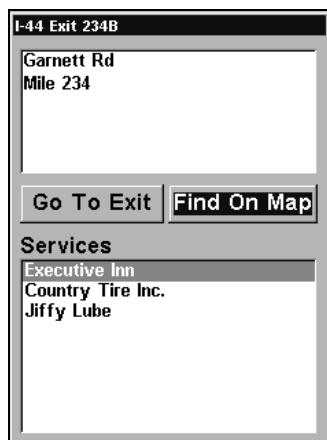 I-44 Exit 234B
Garnett Rd
Mile 234
Go To Exit
Find On Map
Services
Executive Inn
Country Tire Inc.
Jiffy Lube